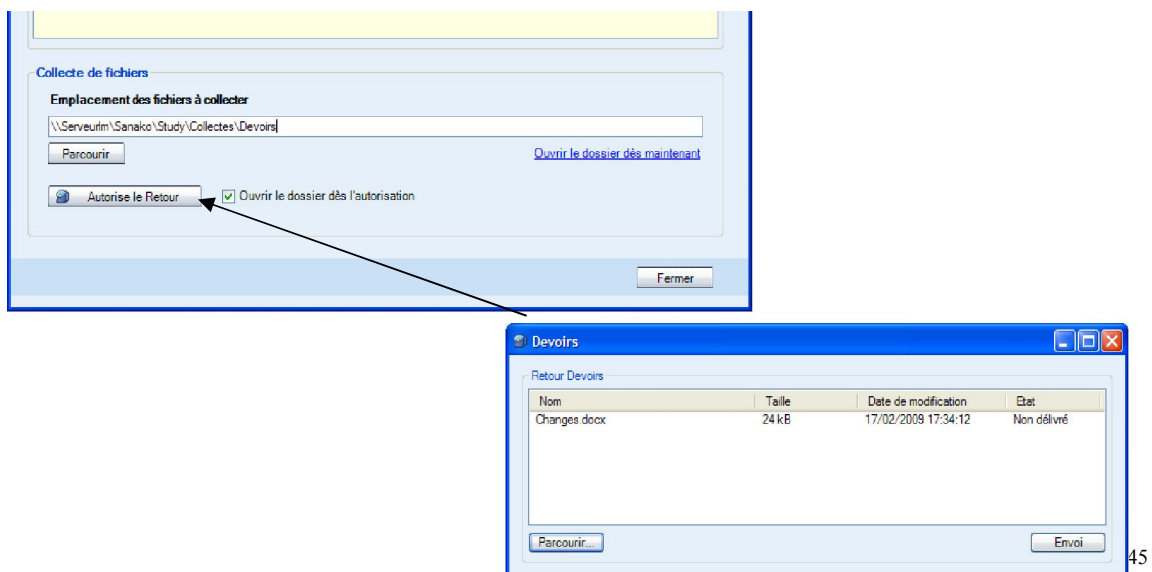 Collecte de fichiers
Emplacement des fichiers à collecter
\\Serveurlm\Sanako\Study\Collectes\Devoirs
Parcourir
Ouvrir le dossier dès maintenant
Autorise le Retour
Ouvrir le dossier dès l'autorisation
Fermer
Devoirs
Retour Devoirs
Nom Taille Date de modification Etat
Changes.docx 24 kB 17/02/2009 17:34:12 Non délivré
Parcourir... Envoi
45